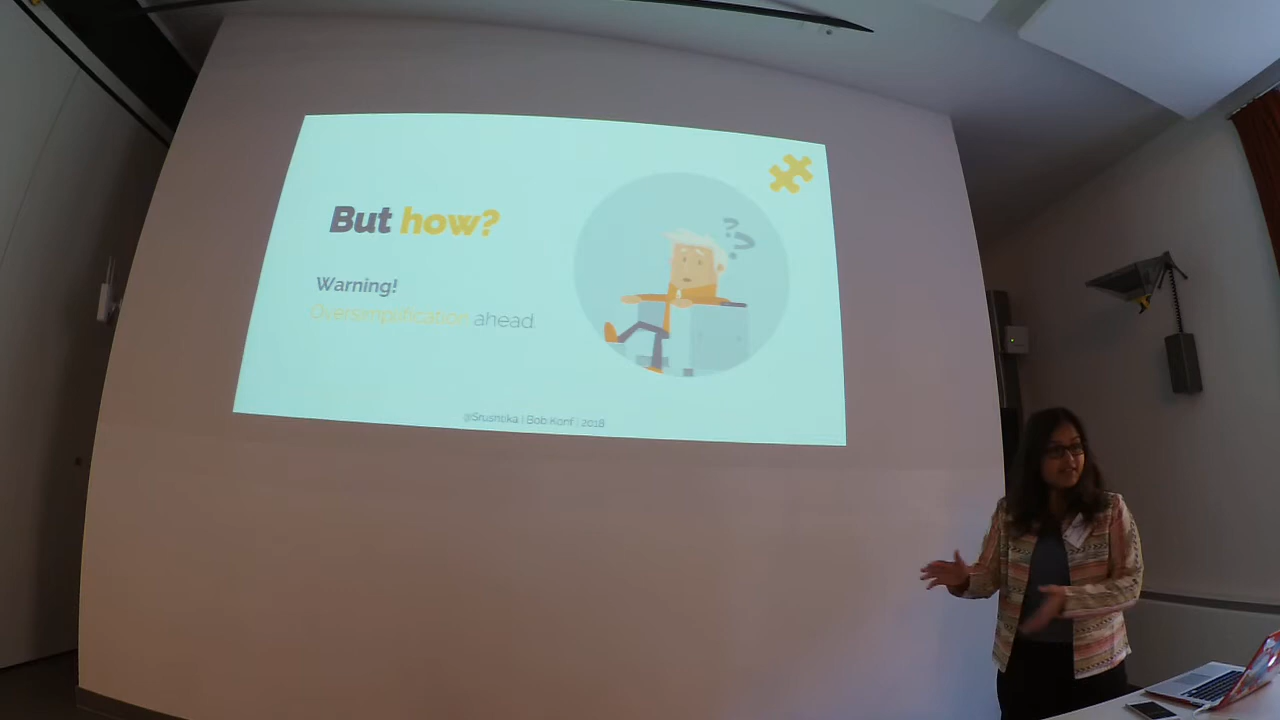 But how?
Warning!
Oversimplification ahead.
@Srushtika | Bob Konf | 2018